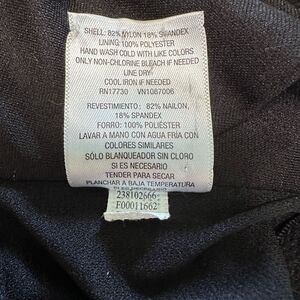 SHELL: 82% NYLON 18% SPANDEX
LINING: 100% POLYESTER
HAND WASH COLD WITH LIKE COLORS
ONLY NON-CHLORINE BLEACH IF NEEDED
LINE DRY
COOL IRON IF NEEDED
RN17730 VN1087006
REVESTIMIENTO: 82% NAILON,
18% SPANDEX
FORRO: 100% POLIÉSTER
LAVAR A MANO CON AGUA FRIA CON
COLORES SIMILARES
SÓLO BLANQUEADOR SIN CLORO
SI ES NECESARIO
TENDER PARA SECAR
PLANCHAR A BAJA TEMPERATURA
238102666
F00011662